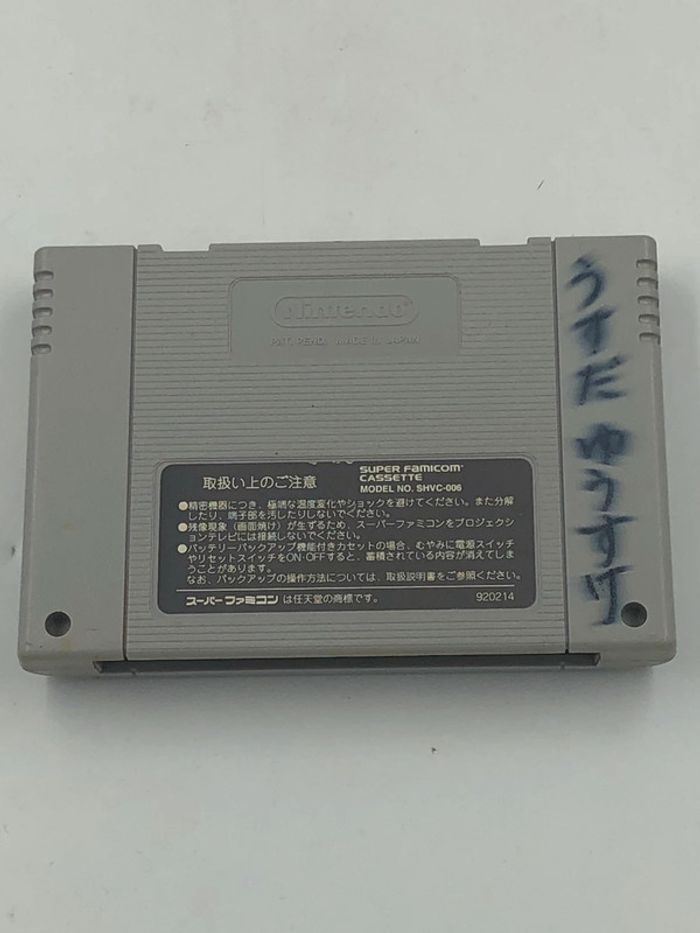 Nintendo
PAT. PEND. MADE IN JAPAN
取扱い上のご注意
SUPER FAMICOM
CASSETTE
MODEL NO. SHVC-006
●精密機器につき、極端な温度変化やショックを避けてください。また分解
したり、端子部を汚したりしないでください。
●残像現象（画面焼け）が生ずるため、スーパーファミコンをプロジェクシ
ョンテレビには接続しないでください。
●バッテリーバックアップ機能付きカセットの場合、むやみに電源スイッチ
やリセットスイッチをON・OFFすると、蓄積されている内容が消えてしま
うことがあります。
なお、バックアップの操作方法については、取扱説明書をご参照ください。
スーパーファミコンは任天堂の商標です。
920214
うすだ ゆうすけ